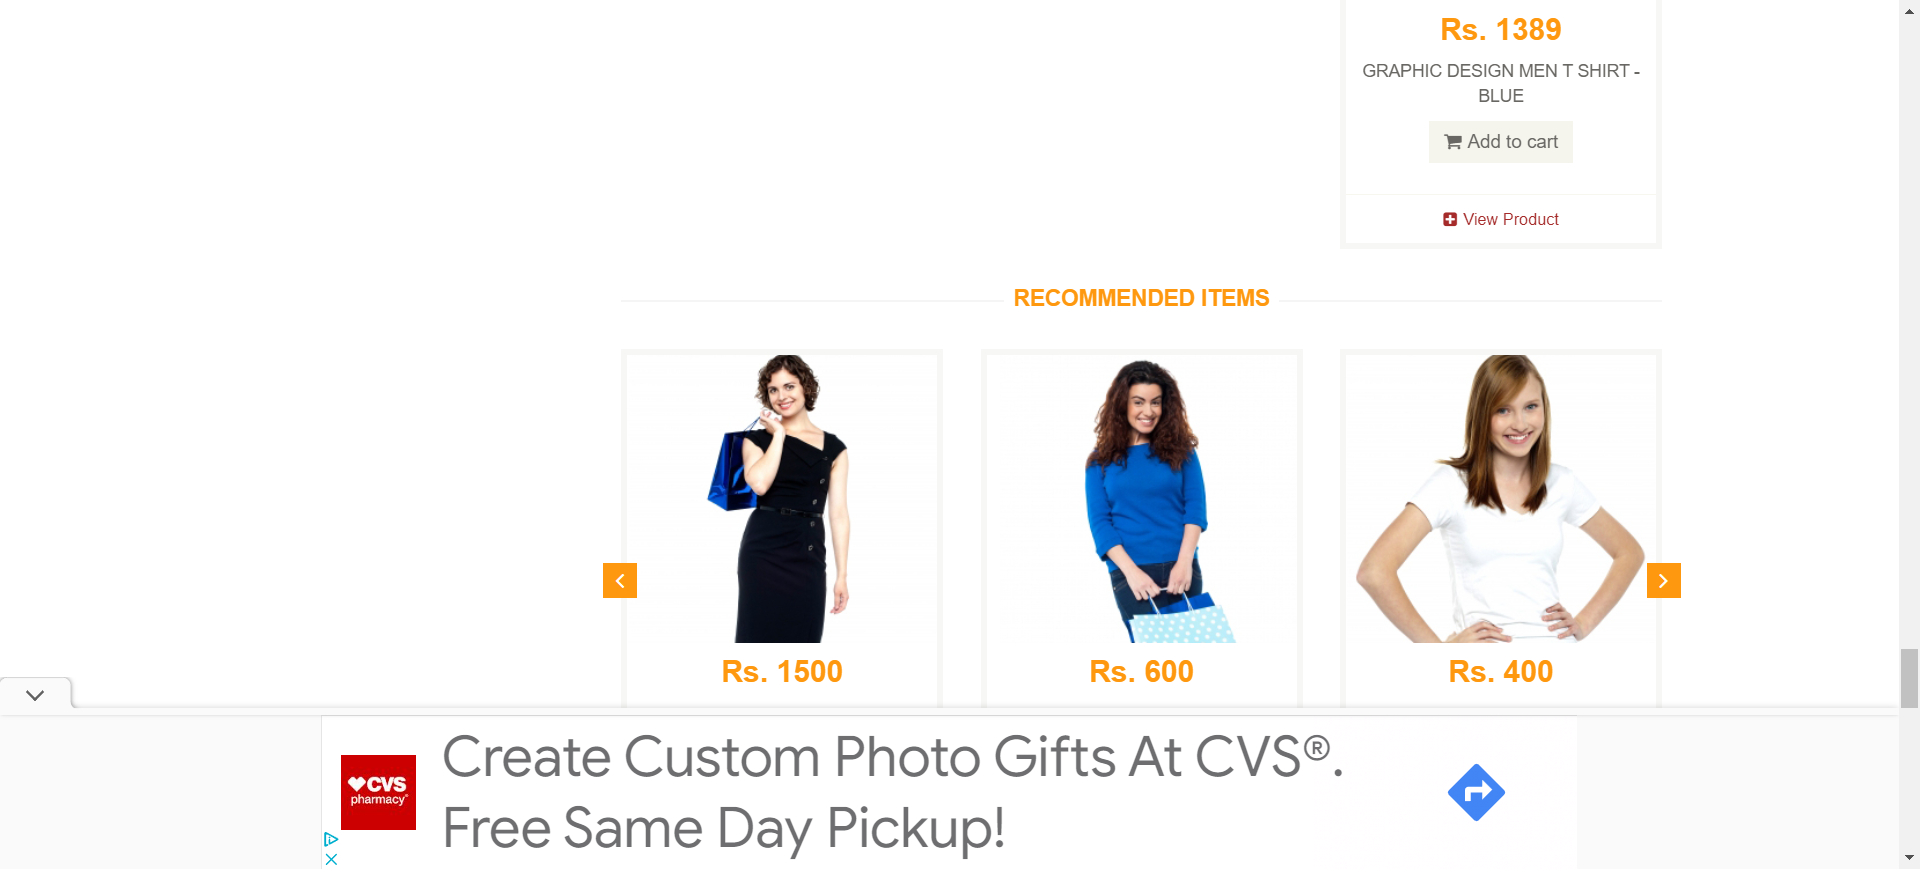 Rs. 1389
GRAPHIC DESIGN MEN T SHIRT -
BLUE
Add to cart
View Product
RECOMMENDED ITEMS
Rs. 1500
Rs. 600
Rs. 400
CVS
pharmacy
Create Custom Photo Gifts At CVS®.
Free Same Day Pickup!